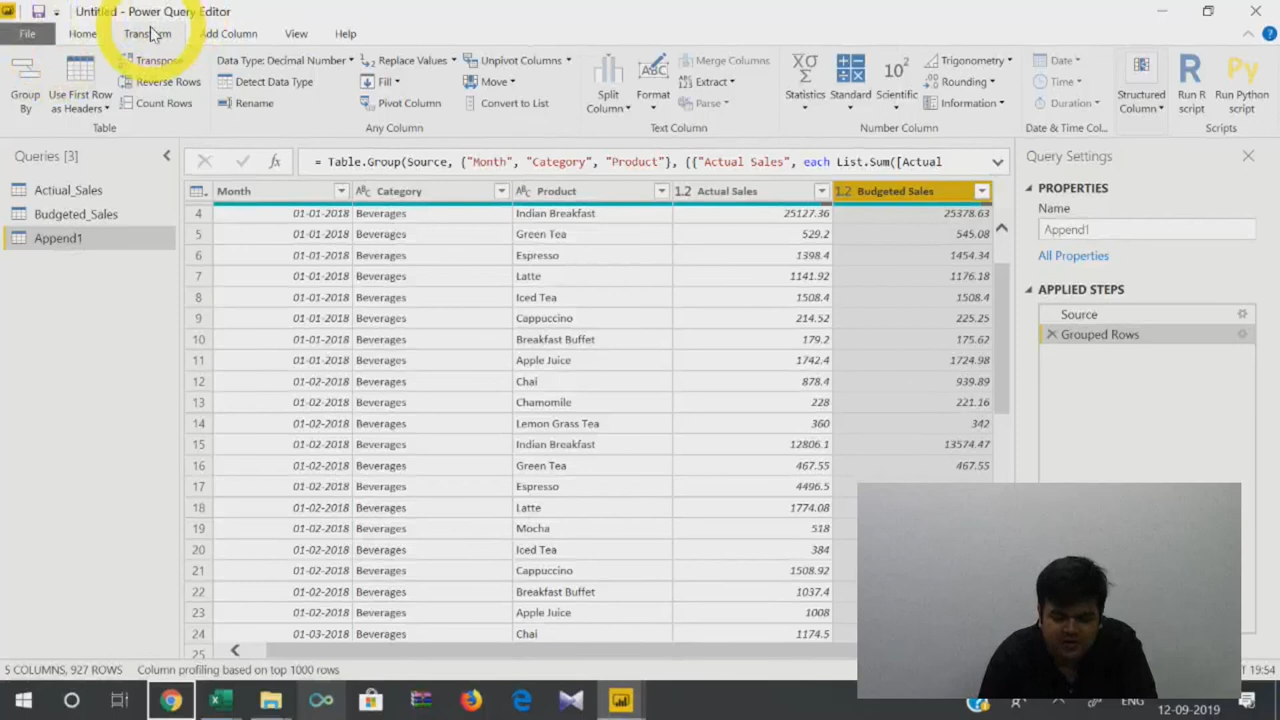 Untitled - Power Query Editor
File Home Transform Add Column View Help
Group By
Use First Row as Headers
Transpose
Reverse Rows
Count Rows
Table
Data Type: Decimal Number
Detect Data Type
Rename
Replace Values
Fill
Pivot Column
Unpivot Columns
Move
Convert to List
Any Column
Split Column
Format
ABC
Merge Columns
Extract
Parse
Text Column
Statistics
Standard
10²
Scientific
Trigonometry
Rounding
Information
Number Column
Date
Time
Duration
Date & Time Col...
Structured Column
R
Run R script
Py
Run Python script
Scripts
Queries [3]
Actual_Sales
Budgeted_Sales
Append1
fx = Table.Group(Source, {"Month", "Category", "Product"}, {{"Actual Sales", each List.Sum([Actual
Month Category Product 1.2 Actual Sales 1.2 Budgeted Sales
4 01-01-2018 Beverages Indian Breakfast 25127.36 25378.63
5 01-01-2018 Beverages Green Tea 529.2 545.08
6 01-01-2018 Beverages Espresso 1398.4 1454.34
7 01-01-2018 Beverages Latte 1141.92 1176.18
8 01-01-2018 Beverages Iced Tea 1508.4 1508.4
9 01-01-2018 Beverages Cappuccino 214.52 225.25
10 01-01-2018 Beverages Breakfast Buffet 179.2 175.62
11 01-01-2018 Beverages Apple Juice 1742.4 1724.98
12 01-02-2018 Beverages Chai 878.4 939.89
13 01-02-2018 Beverages Chamomile 228 221.16
14 01-02-2018 Beverages Lemon Grass Tea 360 342
15 01-02-2018 Beverages Indian Breakfast 12806.1 13574.47
16 01-02-2018 Beverages Green Tea 467.55 467.55
17 01-02-2018 Beverages Espresso 4496.5
18 01-02-2018 Beverages Latte 1774.08
19 01-02-2018 Beverages Mocha 518
20 01-02-2018 Beverages Iced Tea 384
21 01-02-2018 Beverages Cappuccino 1508.92
22 01-02-2018 Beverages Breakfast Buffet 1037.4
23 01-02-2018 Beverages Apple Juice 1008
24 01-03-2018 Beverages Chai 1174.5
25
Query Settings
PROPERTIES
Name
Append1
All Properties
APPLIED STEPS
Source
Grouped Rows
5 COLUMNS, 927 ROWS Column profiling based on top 1000 rows
19:54
ENG
12-09-2019